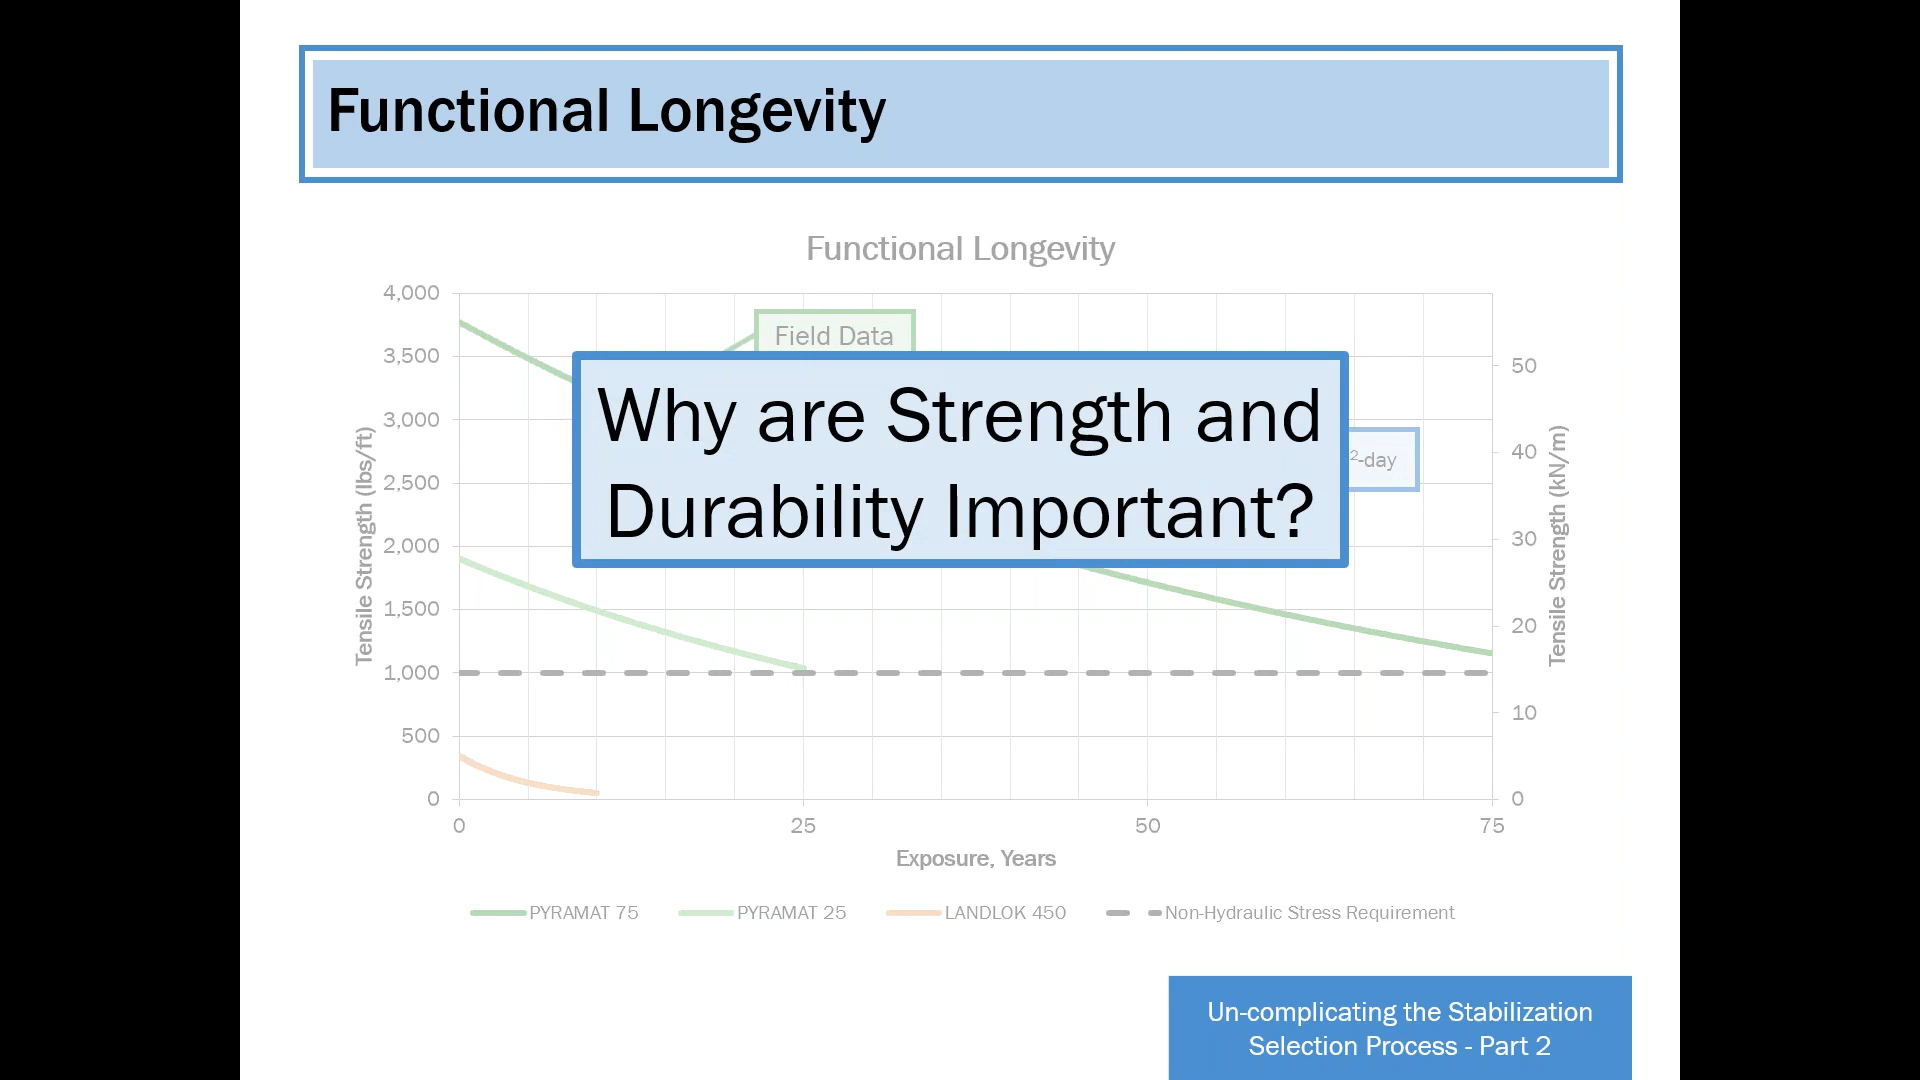 Functional Longevity
Functional Longevity
4,000
3,500
3,000
2,500
2,000
1,500
1,000
500
0
Tensile Strength (lbs/ft)
Field Data
Why are Strength and
Durability Important?
²-day
50
40
30
20
10
0
Tensile Strength (kN/m)
0 25 50 75
Exposure, Years
PYRAMAT 75 PYRAMAT 25 LANDLOK 450 Non-Hydraulic Stress Requirement
Un-complicating the Stabilization
Selection Process - Part 2